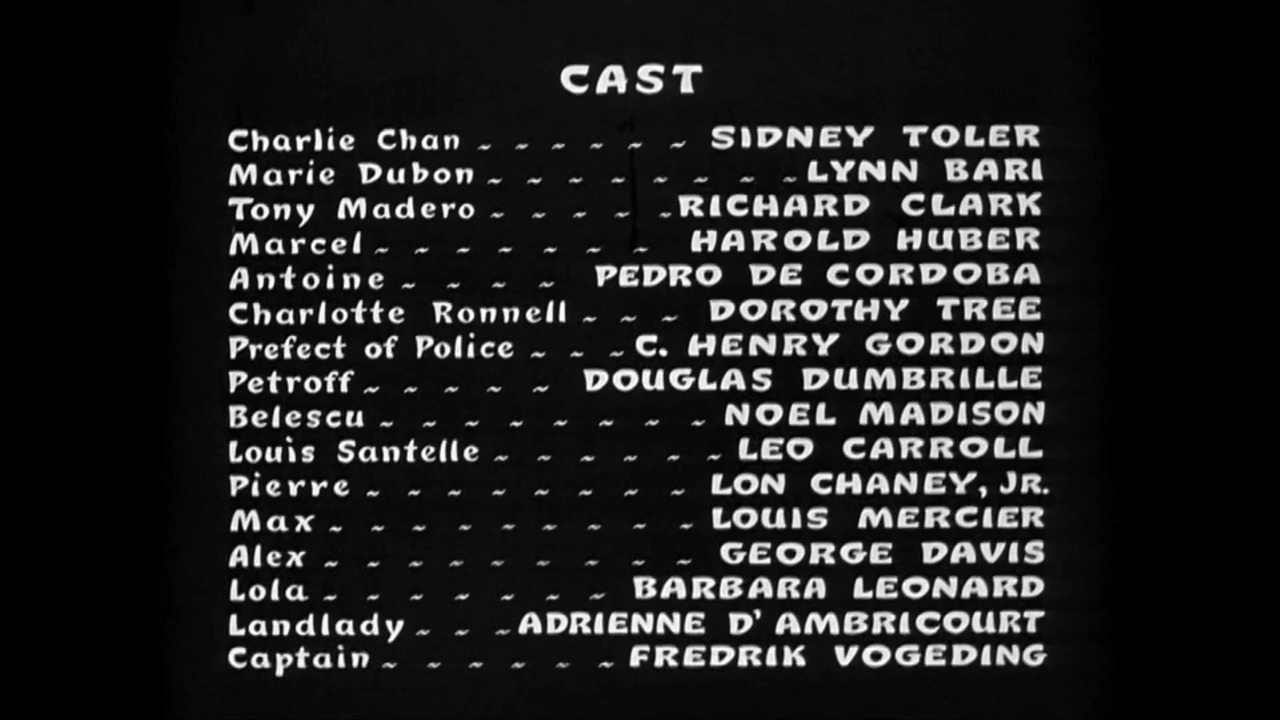 CAST
Charlie Chan ~ ~ ~ ~ ~ ~ SIDNEY TOLER
Marie Dubon ~ ~ ~ ~ ~ ~ ~ ~ LYNN BARI
Tony Madero ~ ~ ~ ~ ~ RICHARD CLARK
Marcel ~ ~ ~ ~ ~ ~ ~ HAROLD HUBER
Antoine ~ ~ ~ ~ PEDRO DE CORDOBA
Charlotte Ronnell ~ ~ ~ DOROTHY TREE
Prefect of Police ~ ~ ~ C. HENRY GORDON
Petroff ~ ~ ~ ~ ~ DOUGLAS DUMBRILLE
Belescu ~ ~ ~ ~ ~ ~ ~ ~ NOEL MADISON
Louis Santelle ~ ~ ~ ~ ~ ~ LEO CARROLL
Pierre ~ ~ ~ ~ ~ ~ ~ ~ LON CHANEY, JR.
Max ~ ~ ~ ~ ~ ~ ~ ~ ~ LOUIS MERCIER
Alex ~ ~ ~ ~ ~ ~ ~ ~ ~ GEORGE DAVIS
Lola ~ ~ ~ ~ ~ ~ ~ BARBARA LEONARD
Landlady ~ ~ ~ ADRIENNE D'AMBRICOURT
Captain ~ ~ ~ ~ ~ ~ FREDRIK VOGEDING